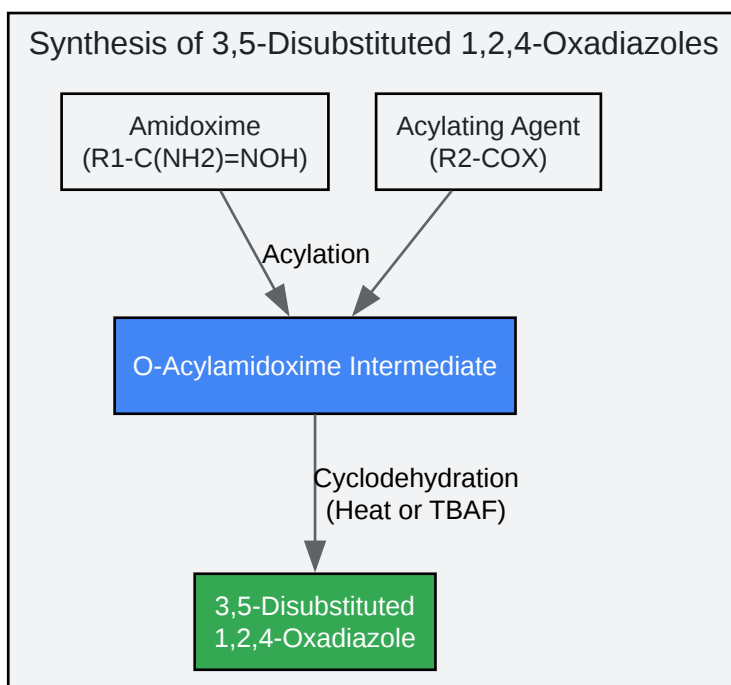 Synthesis of 3,5-Disubstituted 1,2,4-Oxadiazoles
Amidoxime
(R1-C(NH2)=NOH)
Acylating Agent
(R2-COX)
Acylation
O-Acylamidoxime Intermediate
Cyclodehydration
(Heat or TBAF)
3,5-Disubstituted
1,2,4-Oxadiazole